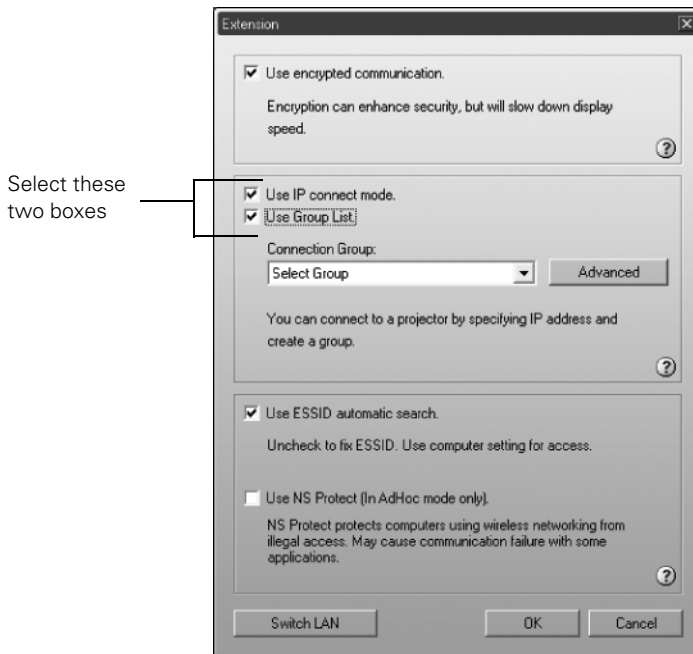 Extension
Use encrypted communication.
Encryption can enhance security, but will slow down display
speed.
Select these
two boxes
Use IP connect mode.
Use Group List.
Connection Group:
Select Group
Advanced
You can connect to a projector by specifying IP address and
create a group.
Use ESSID automatic search.
Uncheck to fix ESSID. Use computer setting for access.
Use NS Protect (In AdHoc mode only).
NS Protect protects computers using wireless networking from
illegal access. May cause communication failure with some
applications.
Switch LAN
OK
Cancel